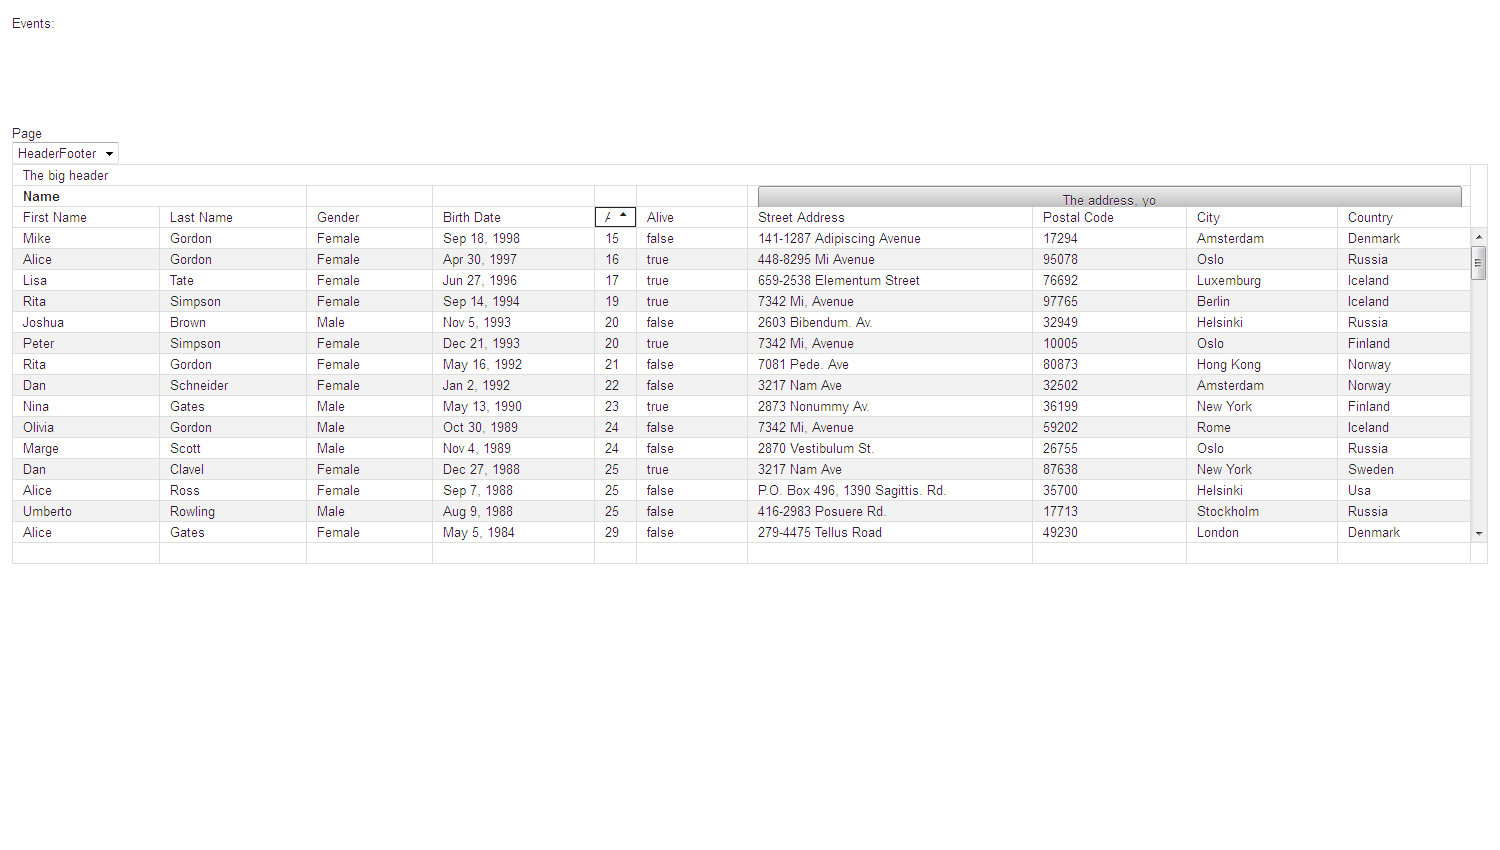 Events:
Page
HeaderFooter
The big header
Name The address, yo
First Name Last Name Gender Birth Date Alive Street Address Postal Code City Country
Mike Gordon Female Sep 18, 1998 15 false 141-1287 Adipiscing Avenue 17294 Amsterdam Denmark
Alice Gordon Female Apr 30, 1997 16 true 448-8295 Mi Avenue 95078 Oslo Russia
Lisa Tate Female Jun 27, 1996 17 true 659-2538 Elementum Street 76692 Luxemburg Iceland
Rita Simpson Female Sep 14, 1994 19 true 7342 Mi, Avenue 97765 Berlin Iceland
Joshua Brown Male Nov 5, 1993 20 false 2603 Bibendum. Av. 32949 Helsinki Russia
Peter Simpson Female Dec 21, 1993 20 true 7342 Mi, Avenue 10005 Oslo Finland
Rita Gordon Female May 16, 1992 21 false 7081 Pede. Ave 80873 Hong Kong Norway
Dan Schneider Female Jan 2, 1992 22 false 3217 Nam Ave 32502 Amsterdam Norway
Nina Gates Male May 13, 1990 23 true 2873 Nonummy Av. 36199 New York Finland
Olivia Gordon Male Oct 30, 1989 24 false 7342 Mi, Avenue 59202 Rome Iceland
Marge Scott Male Nov 4, 1989 24 false 2870 Vestibulum St. 26755 Oslo Russia
Dan Clavel Female Dec 27, 1988 25 true 3217 Nam Ave 87638 New York Sweden
Alice Ross Female Sep 7, 1988 25 false P.O. Box 496, 1390 Sagittis. Rd. 35700 Helsinki Usa
Umberto Rowling Male Aug 9, 1988 25 false 416-2983 Posuere Rd. 17713 Stockholm Russia
Alice Gates Female May 5, 1984 29 false 279-4475 Tellus Road 49230 London Denmark